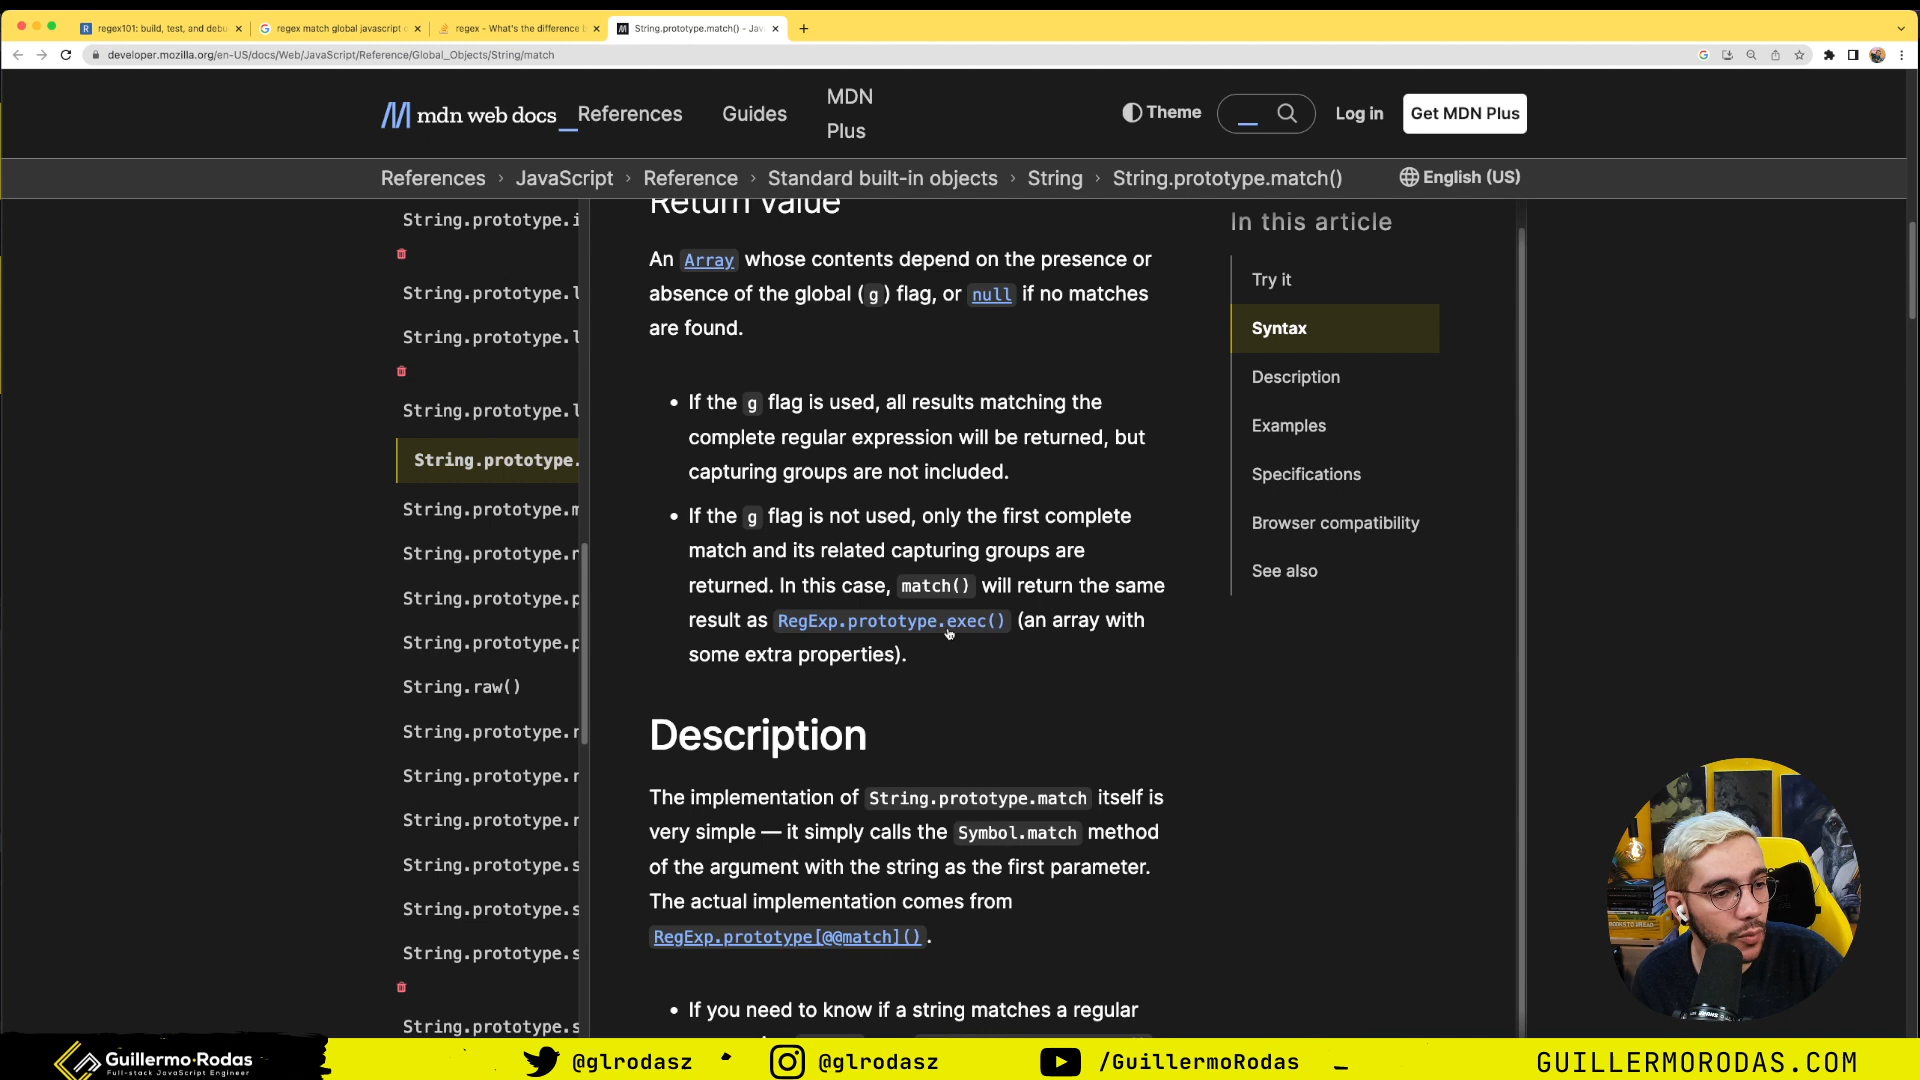 regex101: build, test, and debu
regex match global javascript
regex - What's the difference
String.prototype.match() - Jav
developer.mozilla.org/en-US/docs/Web/JavaScript/Reference/Global_Objects/String/match
mdn web docs
References
Guides
MDN
Plus
Theme
Log in
Get MDN Plus
References › JavaScript › Reference › Standard built-in objects › String › String.prototype.match()
English (US)
String.prototype.i
String.prototype.l
String.prototype.l
String.prototype.l
String.prototype.
String.prototype.m
String.prototype.r
String.prototype.p
String.prototype.p
String.raw()
String.prototype.r
String.prototype.r
String.prototype.r
String.prototype.s
String.prototype.s
String.prototype.s
String.prototype.s
Return value
An Array whose contents depend on the presence or
absence of the global (g) flag, or null if no matches
are found.
• If the g flag is used, all results matching the
complete regular expression will be returned, but
capturing groups are not included.
• If the g flag is not used, only the first complete
match and its related capturing groups are
returned. In this case, match() will return the same
result as RegExp.prototype.exec() (an array with
some extra properties).
Description
The implementation of String.prototype.match itself is
very simple — it simply calls the Symbol.match method
of the argument with the string as the first parameter.
The actual implementation comes from
RegExp.prototype[@@match]().
• If you need to know if a string matches a regular
In this article
Try it
Syntax
Description
Examples
Specifications
Browser compatibility
See also
Guillermo·Rodas
Full-stack JavaScript Engineer
@glrodasz
@glrodasz
/GuillermoRodas
GUILLERMORODAS.COM